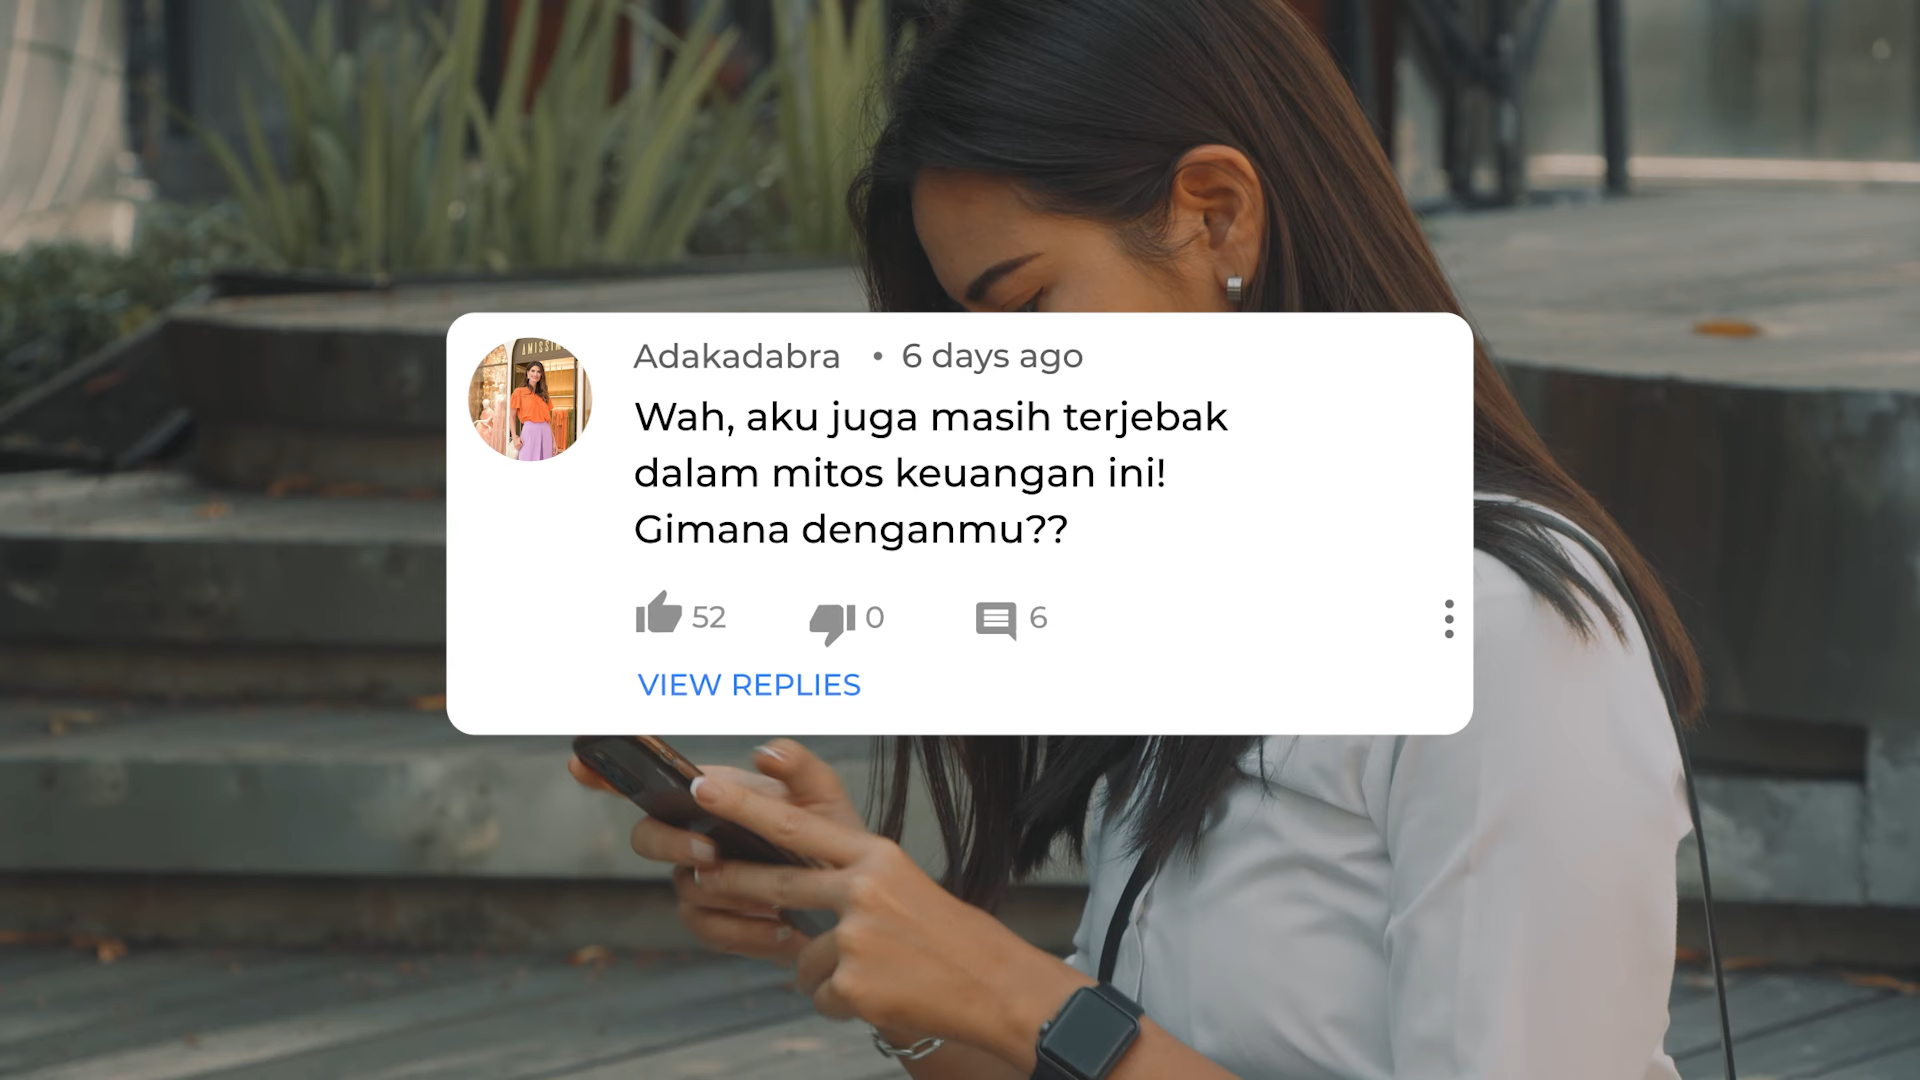 AMISSIM
Adakadabra • 6 days ago
Wah, aku juga masih terjebak
dalam mitos keuangan ini!
Gimana denganmu??
52 0 6
VIEW REPLIES